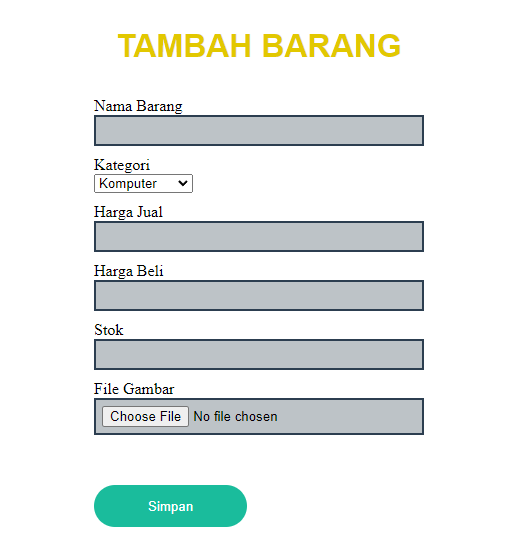 TAMBAH BARANG
Nama Barang
Kategori
Komputer
Harga Jual
Harga Beli
Stok
File Gambar
Choose File No file chosen
Simpan